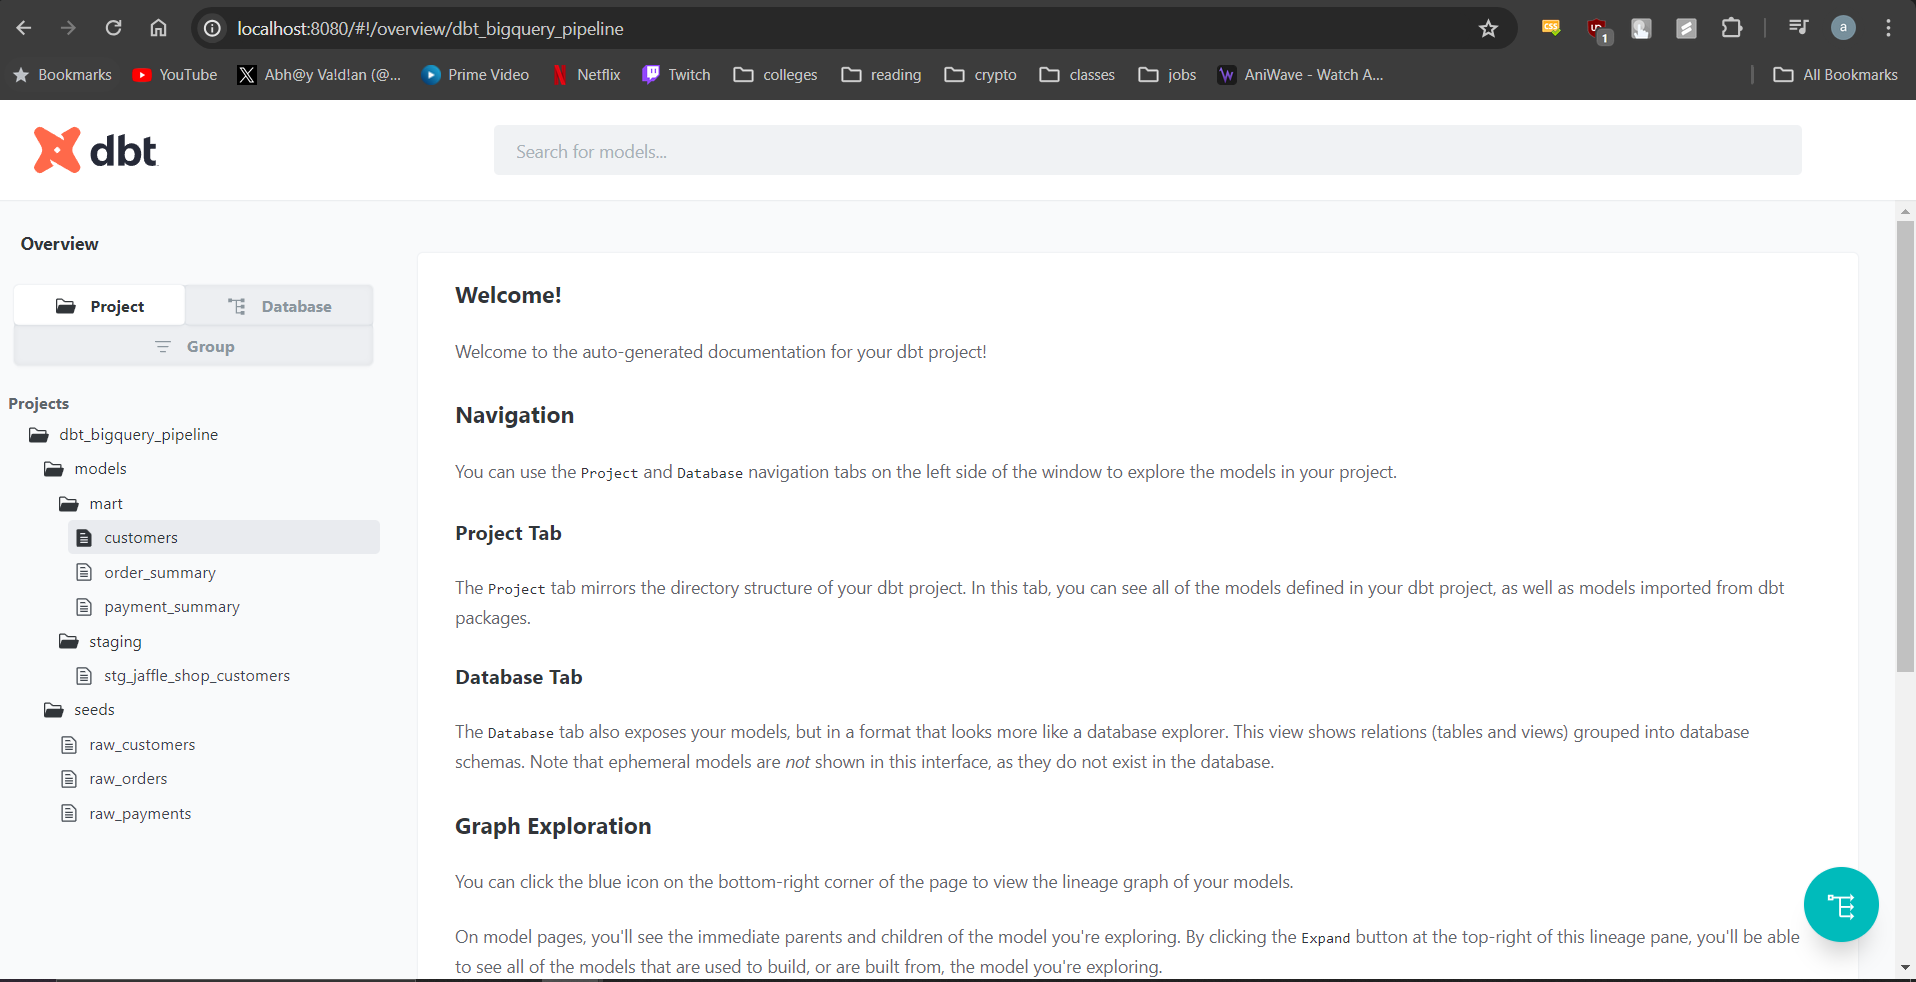 localhost:8080/#!/overview/dbt_bigquery_pipeline
1
a
Bookmarks
YouTube
Abh@y Va!d!an (@...
Prime Video
Netflix
Twitch
colleges
reading
crypto
classes
jobs
AniWave - Watch A...
All Bookmarks
dbt
Search for models...
Overview
Project
Database
Group
Projects
dbt_bigquery_pipeline
models
mart
customers
order_summary
payment_summary
staging
stg_jaffle_shop_customers
seeds
raw_customers
raw_orders
raw_payments
Welcome!
Welcome to the auto-generated documentation for your dbt project!
Navigation
You can use the Project and Database navigation tabs on the left side of the window to explore the models in your project.
Project Tab
The Project tab mirrors the directory structure of your dbt project. In this tab, you can see all of the models defined in your dbt project, as well as models imported from dbt
packages.
Database Tab
The Database tab also exposes your models, but in a format that looks more like a database explorer. This view shows relations (tables and views) grouped into database
schemas. Note that ephemeral models are not shown in this interface, as they do not exist in the database.
Graph Exploration
You can click the blue icon on the bottom-right corner of the page to view the lineage graph of your models.
On model pages, you'll see the immediate parents and children of the model you're exploring. By clicking the Expand button at the top-right of this lineage pane, you'll be able
to see all of the models that are used to build, or are built from, the model you're exploring.